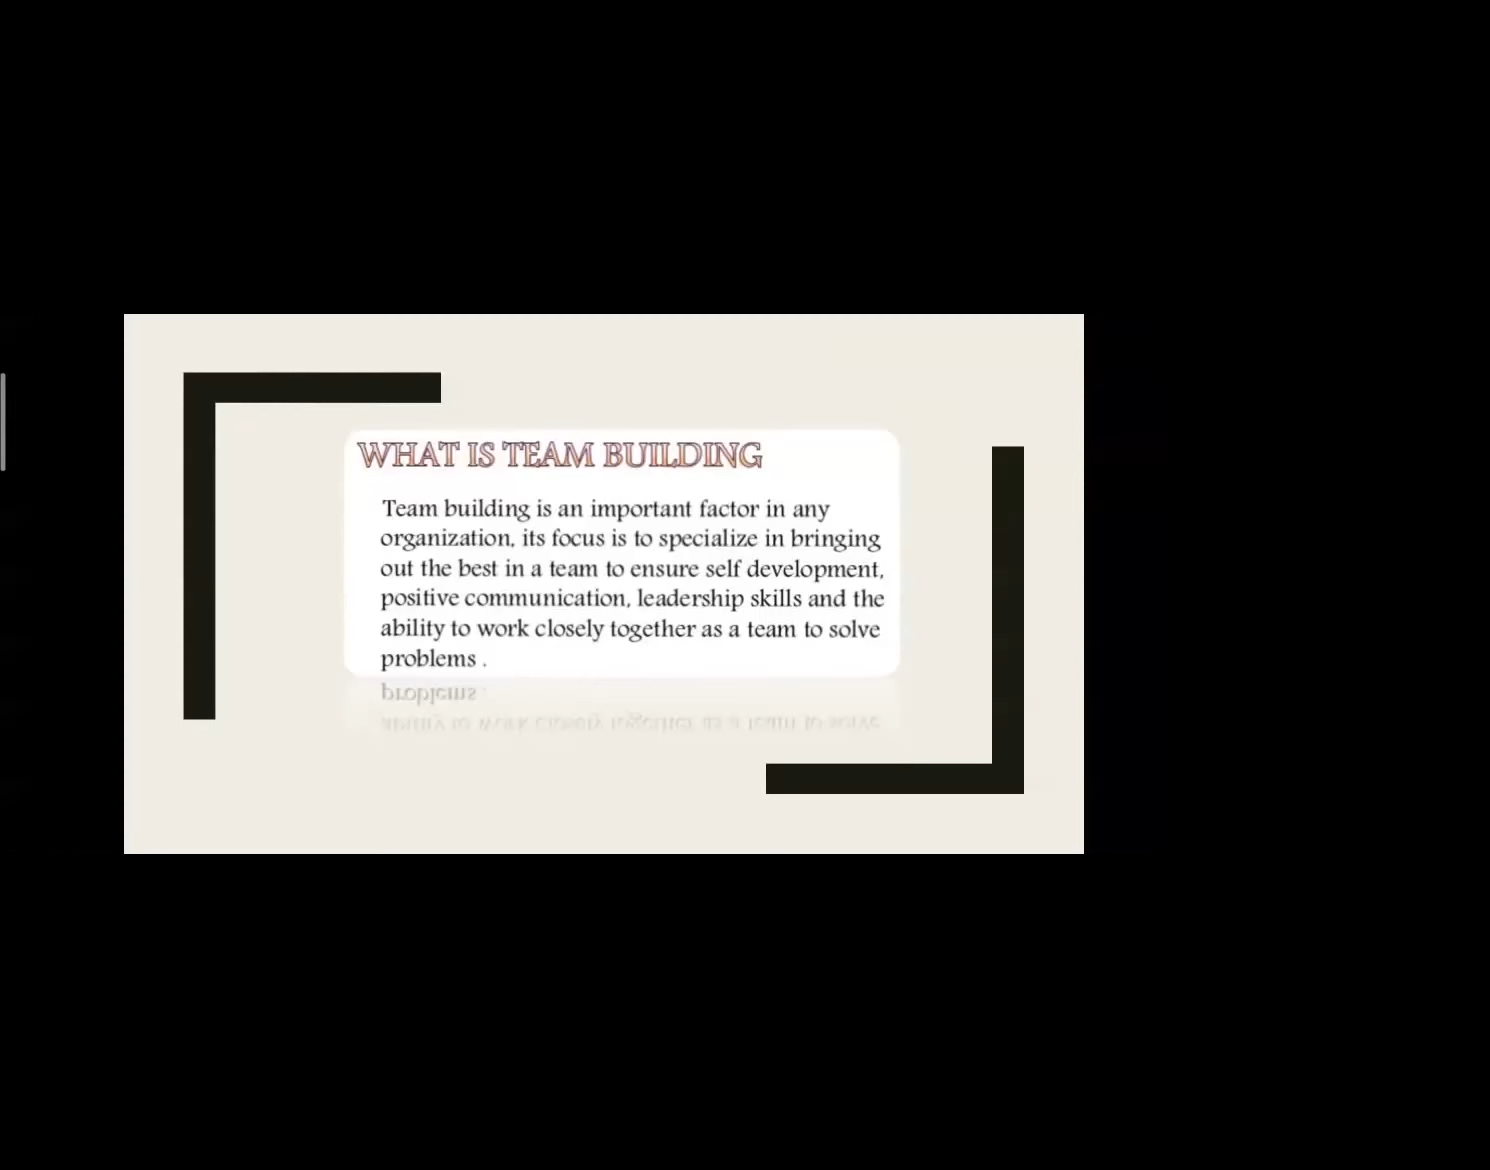 WHAT IS TEAM BUILDING
Team building is an important factor in any
organization, its focus is to specialize in bringing
out the best in a team to ensure self development,
positive communication, leadership skills and the
ability to work closely together as a team to solve
problems .